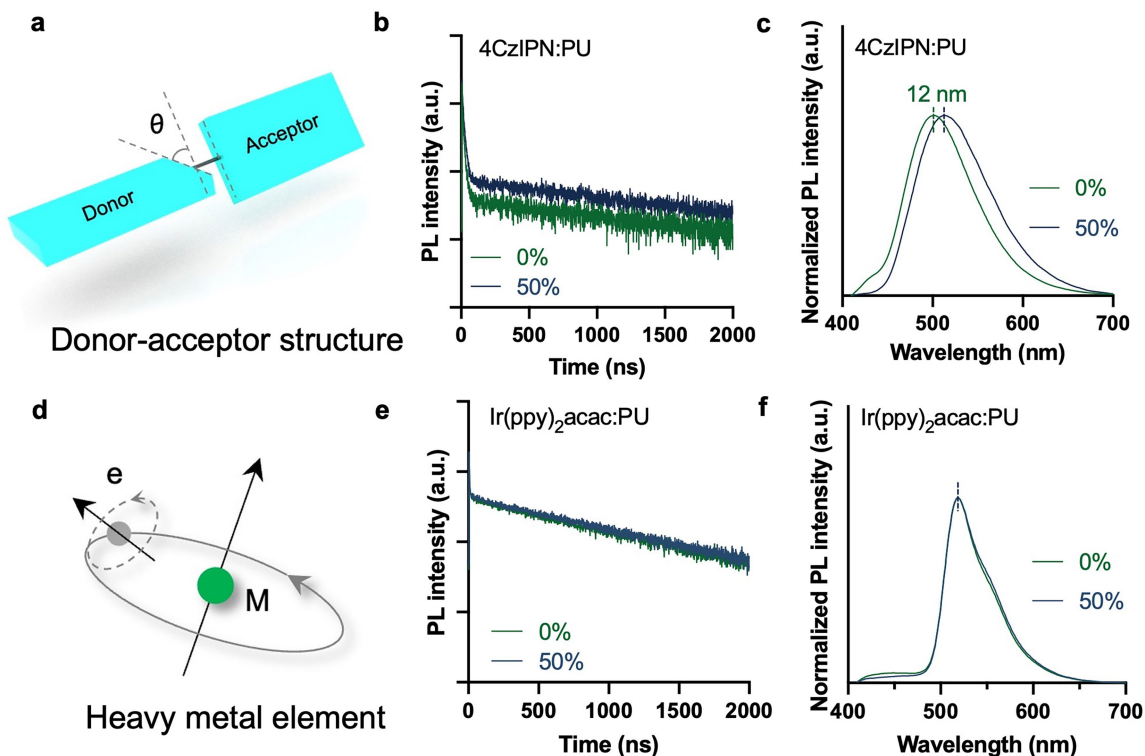 a
θ
Acceptor
Donor
Donor-acceptor structure
b
4CzIPN:PU
PL intensity (a.u.)
0%
50%
0 500 1000 1500 2000
Time (ns)
c
4CzIPN:PU
Normalized PL intensity (a.u.)
12 nm
0%
50%
400 500 600 700
Wavelength (nm)
d
e
M
Heavy metal element
e
Ir(ppy)₂acac:PU
PL intensity (a.u.)
0%
50%
0 500 1000 1500 2000
Time (ns)
f
Ir(ppy)₂acac:PU
Normalized PL intensity (a.u.)
0%
50%
400 500 600 700
Wavelength (nm)